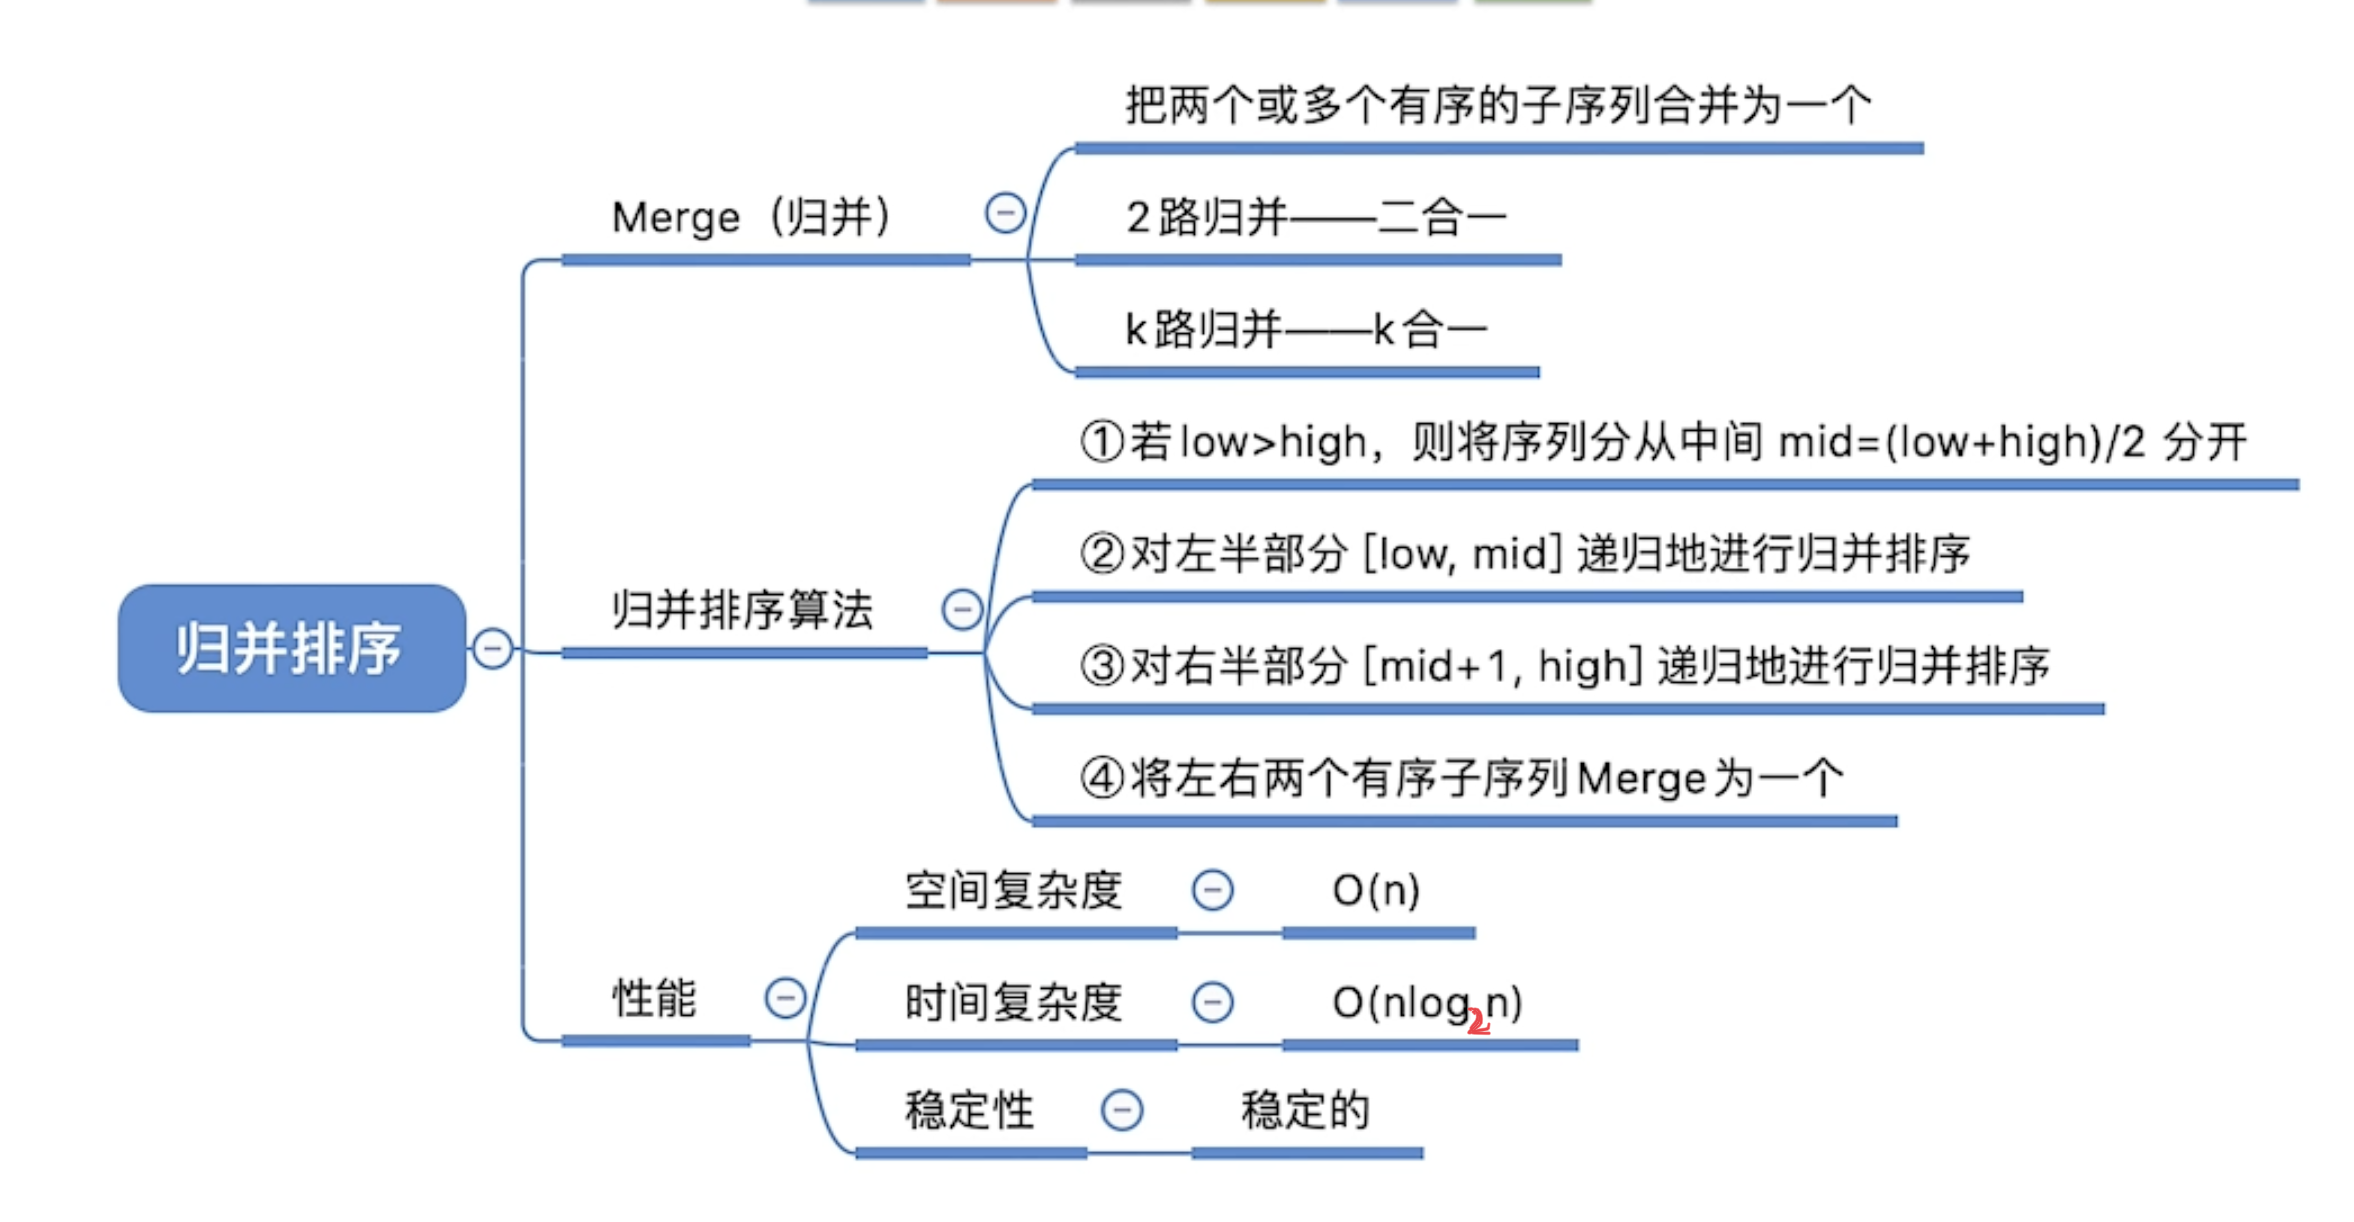 把两个或多个有序的子序列合并为一个
Merge（归并）
2路归并——二合一
k路归并——k合一
①若low>high，则将序列分从中间 mid=(low+high)/2 分开
②对左半部分 [low, mid] 递归地进行归并排序
归并排序算法
归并排序
③对右半部分 [mid+1, high] 递归地进行归并排序
④将左右两个有序子序列Merge为一个
空间复杂度
O(n)
性能
时间复杂度
O(nlog₂n)
稳定性
稳定的